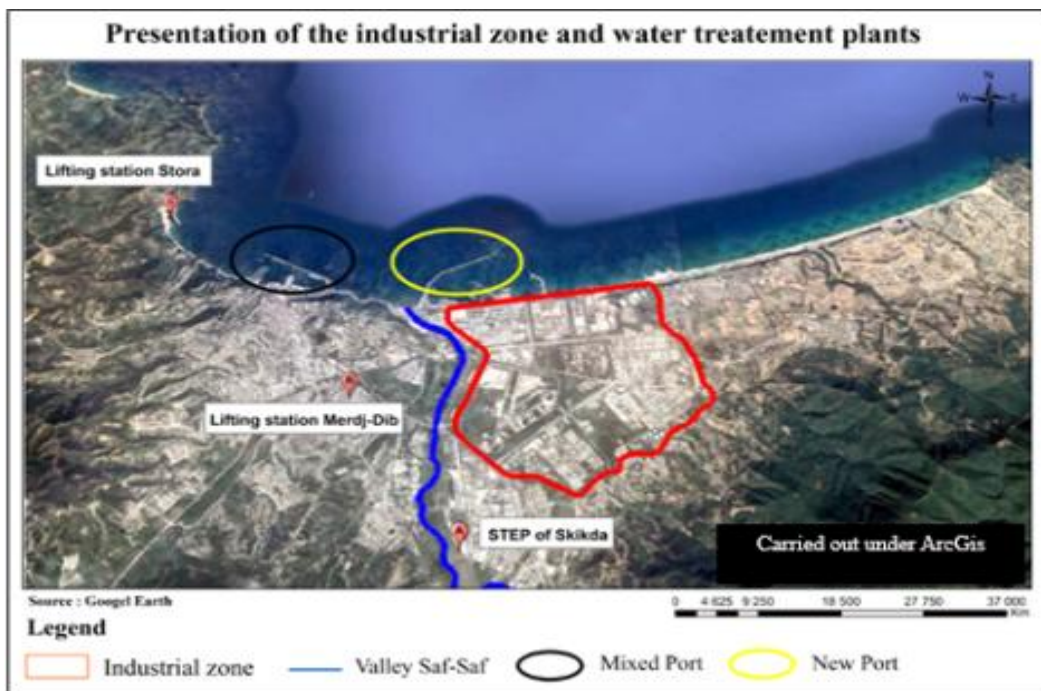 Presentation of the industrial zone and water treatement plants
N
W S
Lifting station Stora
Lifting station Merdj-Dib
STEP of Skikda
Carried out under ArcGis
Source : Googel Earth
0 4 625 9 250 18 500 27 750 37 000
Km
Legend
Industrial zone Valley Saf-Saf Mixed Port New Port